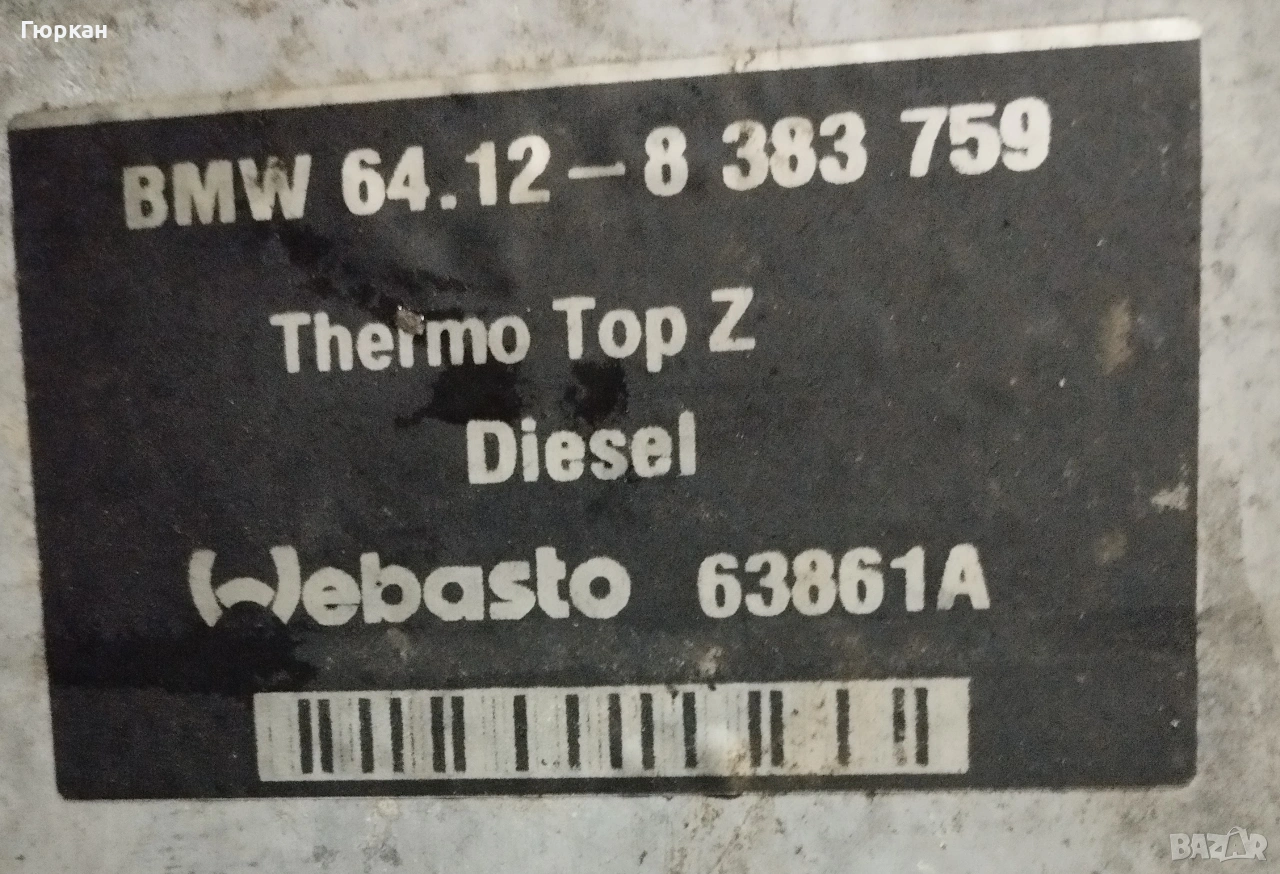 Гюркан
BMW 64.12-8 383 759
Thermo Top Z
Diesel
Webasto 63861A
BAZAR